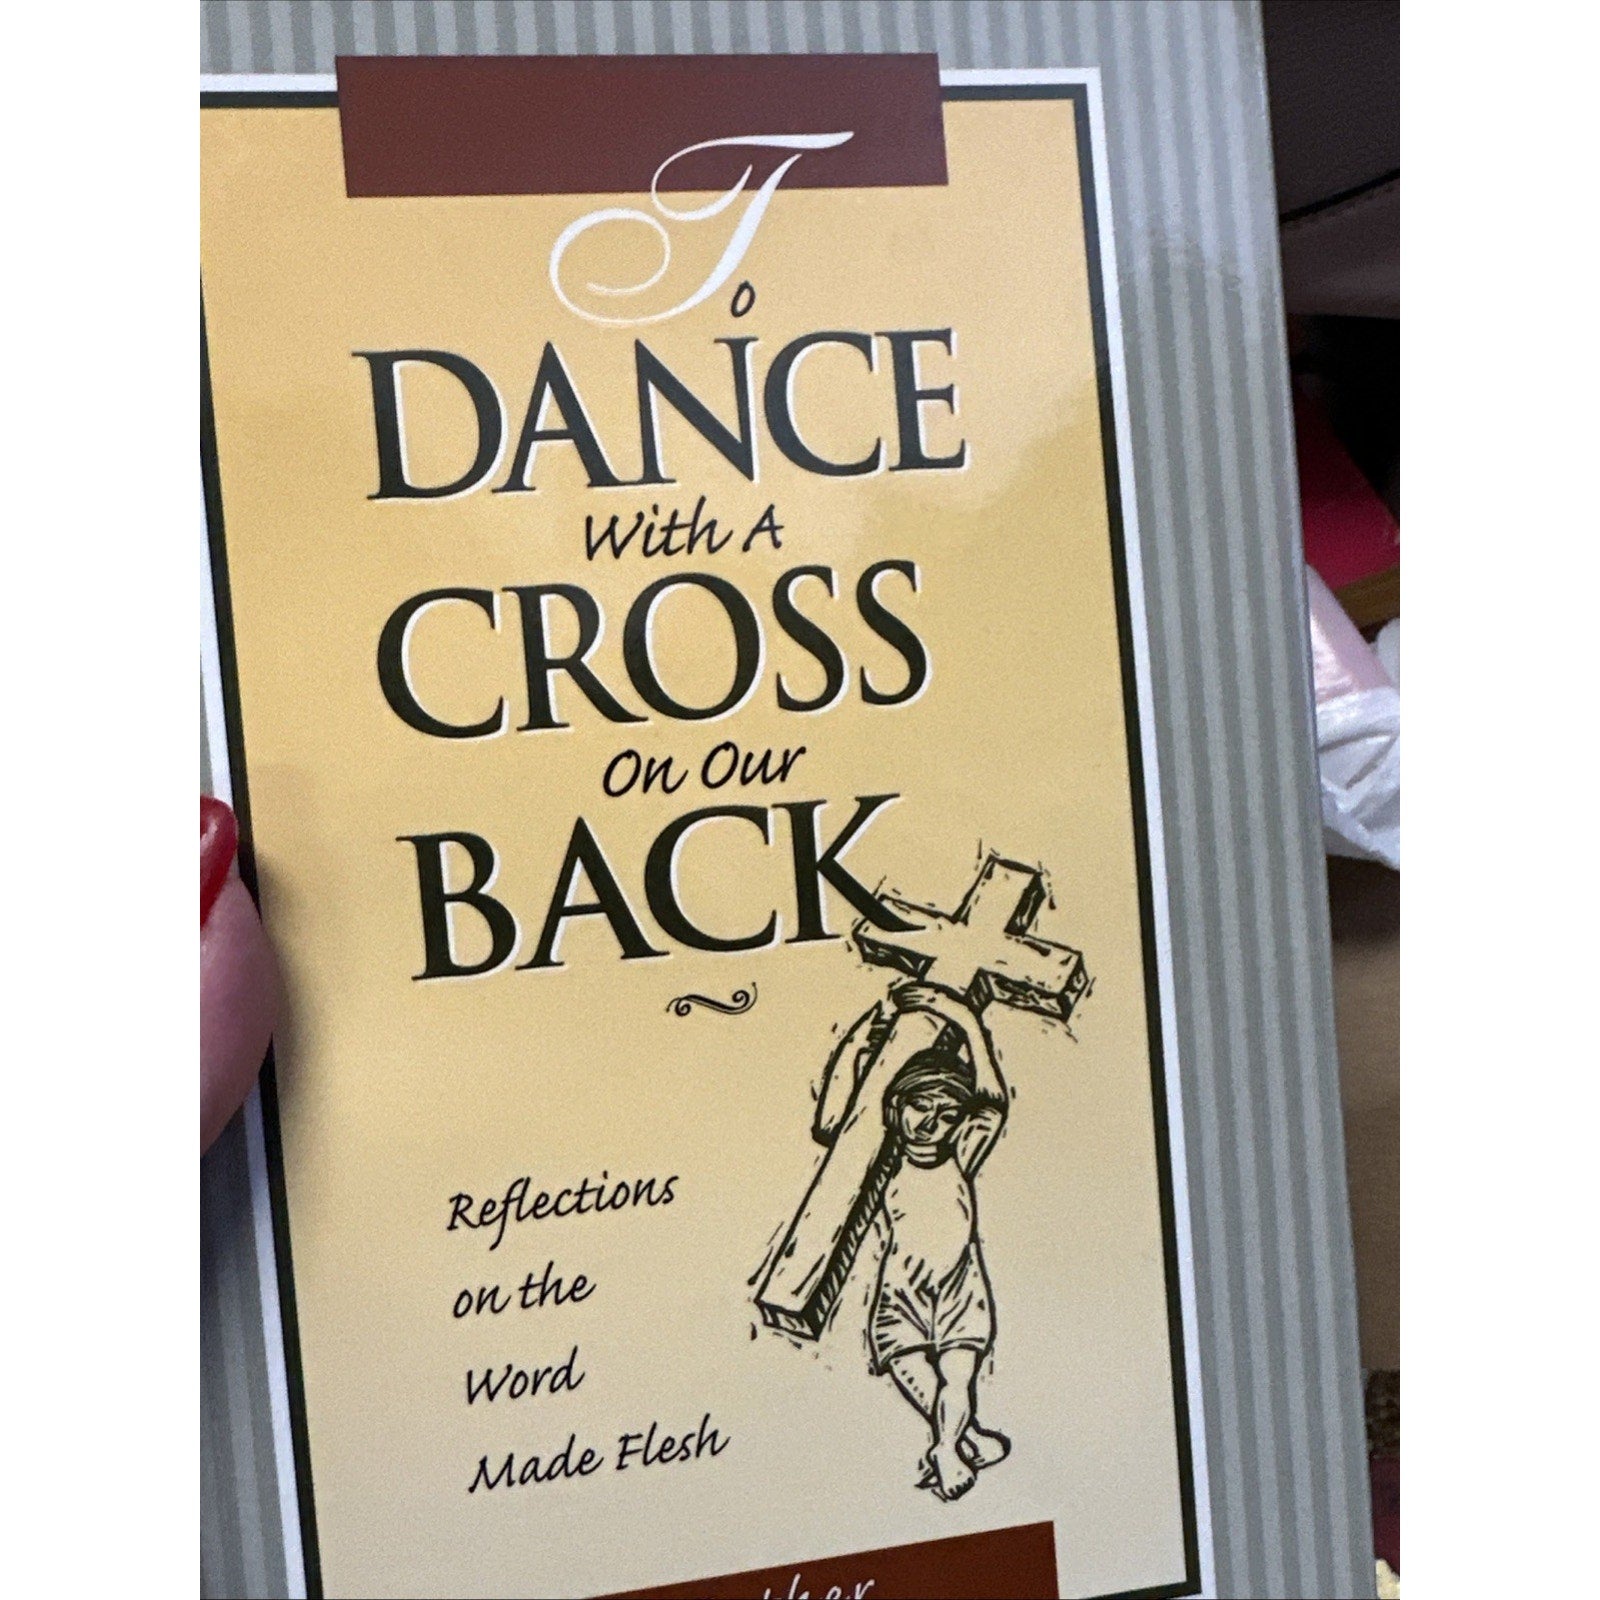 To
DANCE
With A
CROSS
On Our
BACK
Reflections
on the
Word
Made Flesh